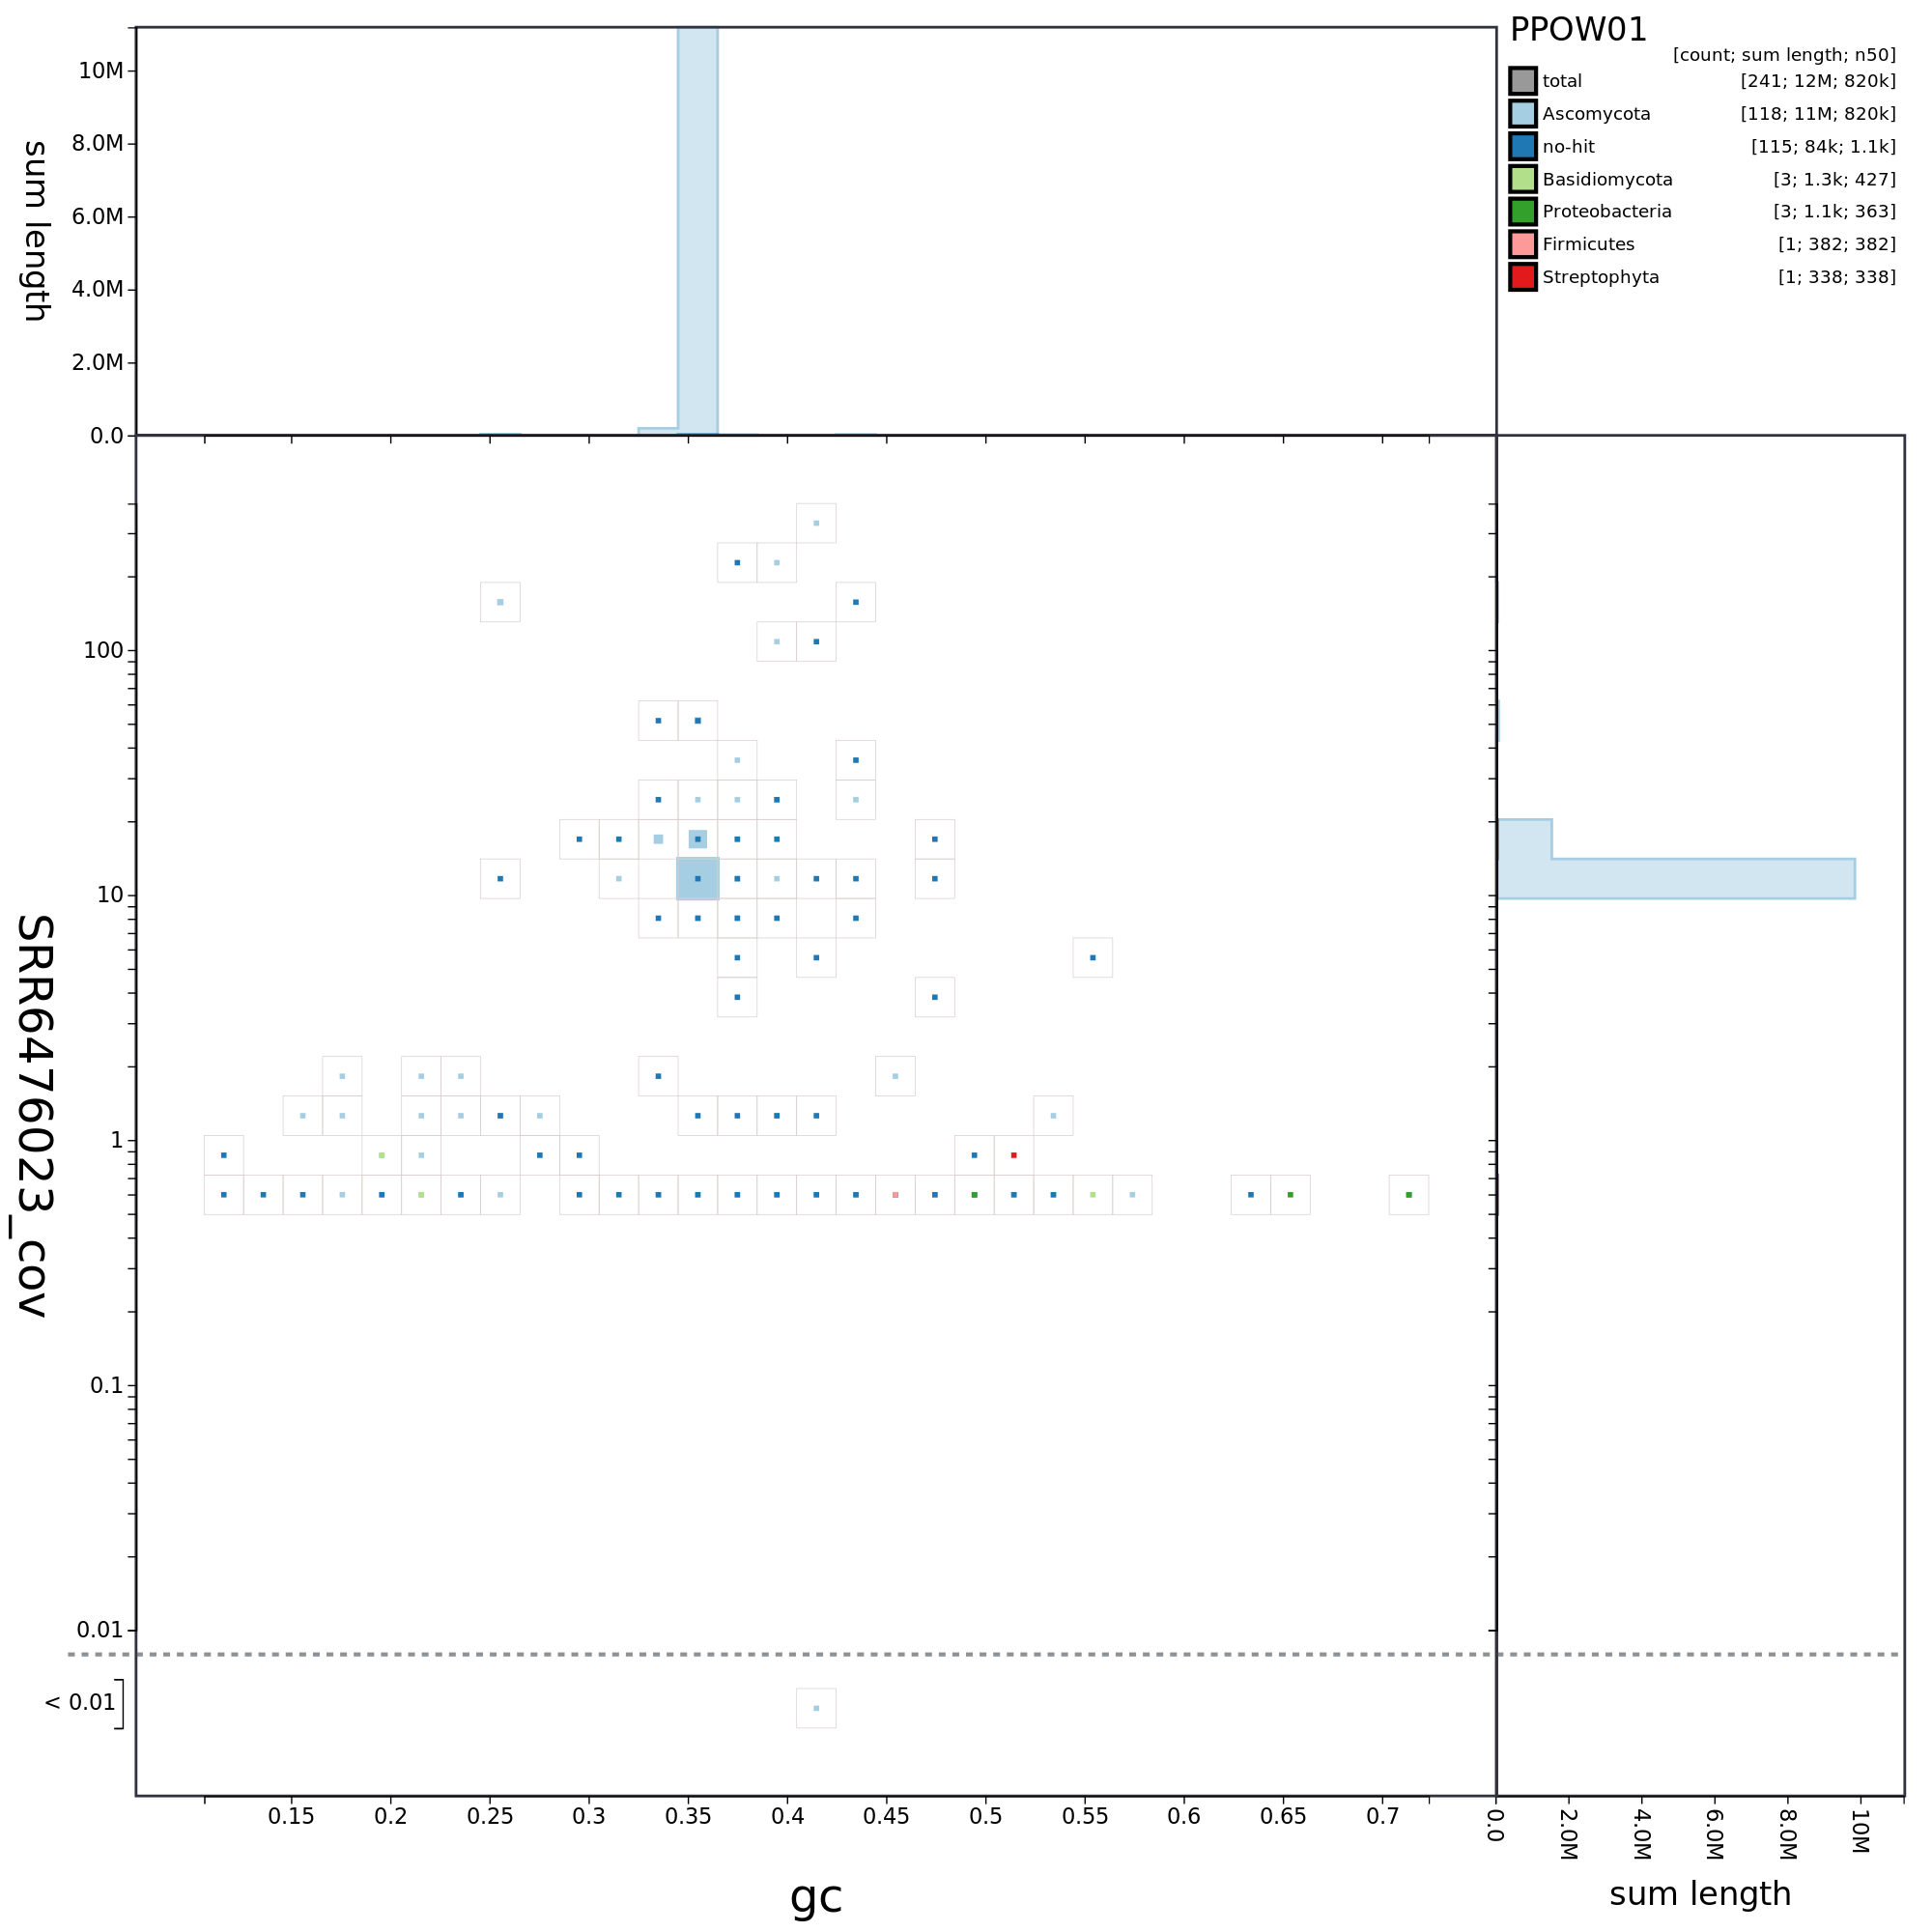 PPOW01
[count; sum length; n50]
total [241; 12M; 820k]
Ascomycota [118; 11M; 820k]
no-hit [115; 84k; 1.1k]
Basidiomycota [3; 1.3k; 427]
Proteobacteria [3; 1.1k; 363]
Firmicutes [1; 382; 382]
Streptophyta [1; 338; 338]
sum length
10M
8.0M
6.0M
4.0M
2.0M
0.0
SRR6476023_cov
100
10
1
0.1
0.01
< 0.01
0.15 0.2 0.25 0.3 0.35 0.4 0.45 0.5 0.55 0.6 0.65 0.7
gc
0.0 2.0M 4.0M 6.0M 8.0M 10M
sum length